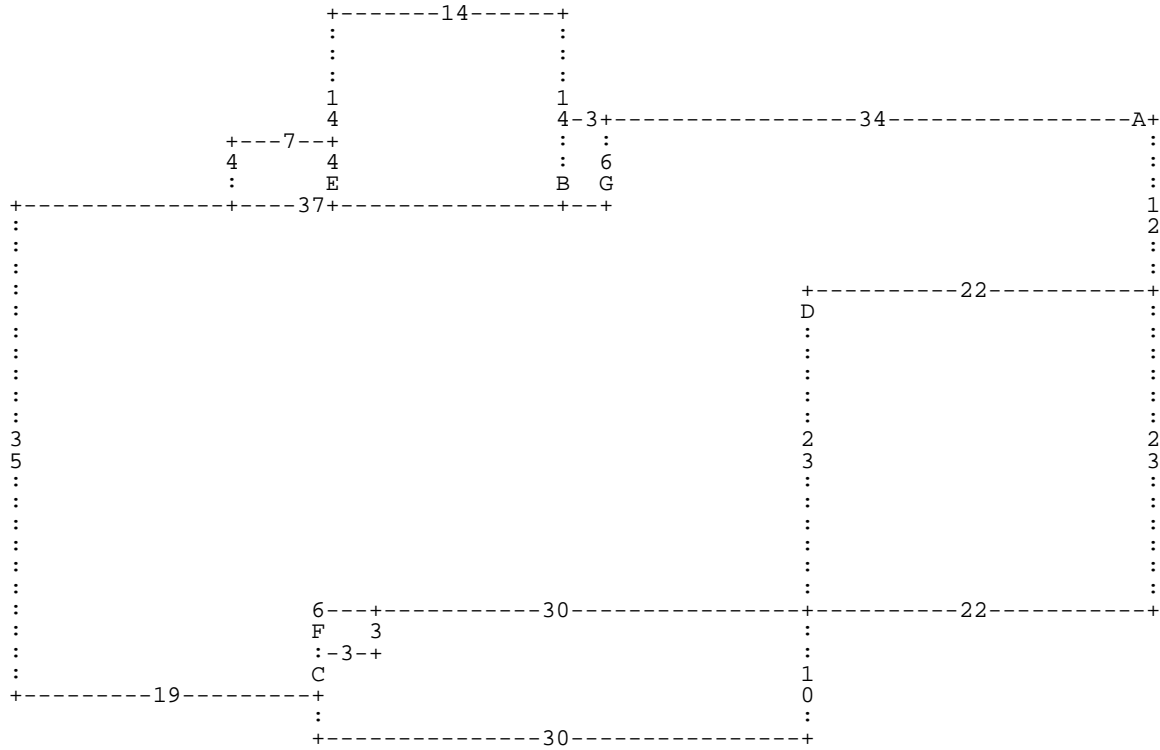 +-------14------+
                      :               :
                      :               :
                      :               :
                      1               1
                      4               4-3+-----------------34-----------------A+
               +---7--+               :  :                                     :
               4      4               :  6                                     :
               :      E               B  G                                     :
+--------------+----37+---------------+--+                                     1
:                                                                              2
:                                                                              :
:                                                                              :
:                                                      +----------22-----------+
:                                                      D                       :
:                                                      :                       :
:                                                      :                       :
:                                                      :                       :
:                                                      :                       :
:                                                      :                       :
3                                                      2                       2
5                                                      3                       3
:                                                      :                       :
:                                                      :                       :
:                                                      :                       :
:                                                      :                       :
:                                                      :                       :
:                                                      :                       :
:                    6---+-----------30----------------+----------22-----------+
:                    F   3                             :
:                    :-3-+                             :
:                    C                                 1
+---------19---------+                                 0
                     :                                 :
                     +---------------30----------------+